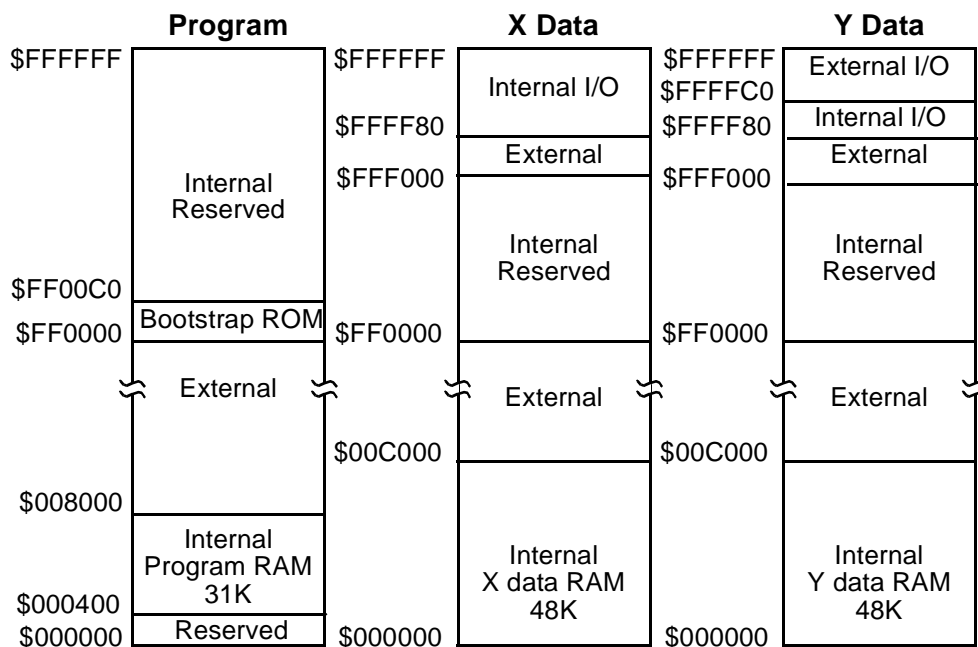 Program
$FFFFFF
Internal
Reserved
$FF00C0
Bootstrap ROM
$FF0000
External
$008000
Internal
Program RAM
31K
$000400
Reserved
$000000
X Data
$FFFFFF
Internal I/O
$FFFF80
External
$FFF000
Internal
Reserved
$FF0000
External
$00C000
Internal
X data RAM
48K
$000000
Y Data
$FFFFFF
External I/O
$FFFFC0
Internal I/O
$FFFF80
External
$FFF000
Internal
Reserved
$FF0000
External
$00C000
Internal
Y data RAM
48K
$000000